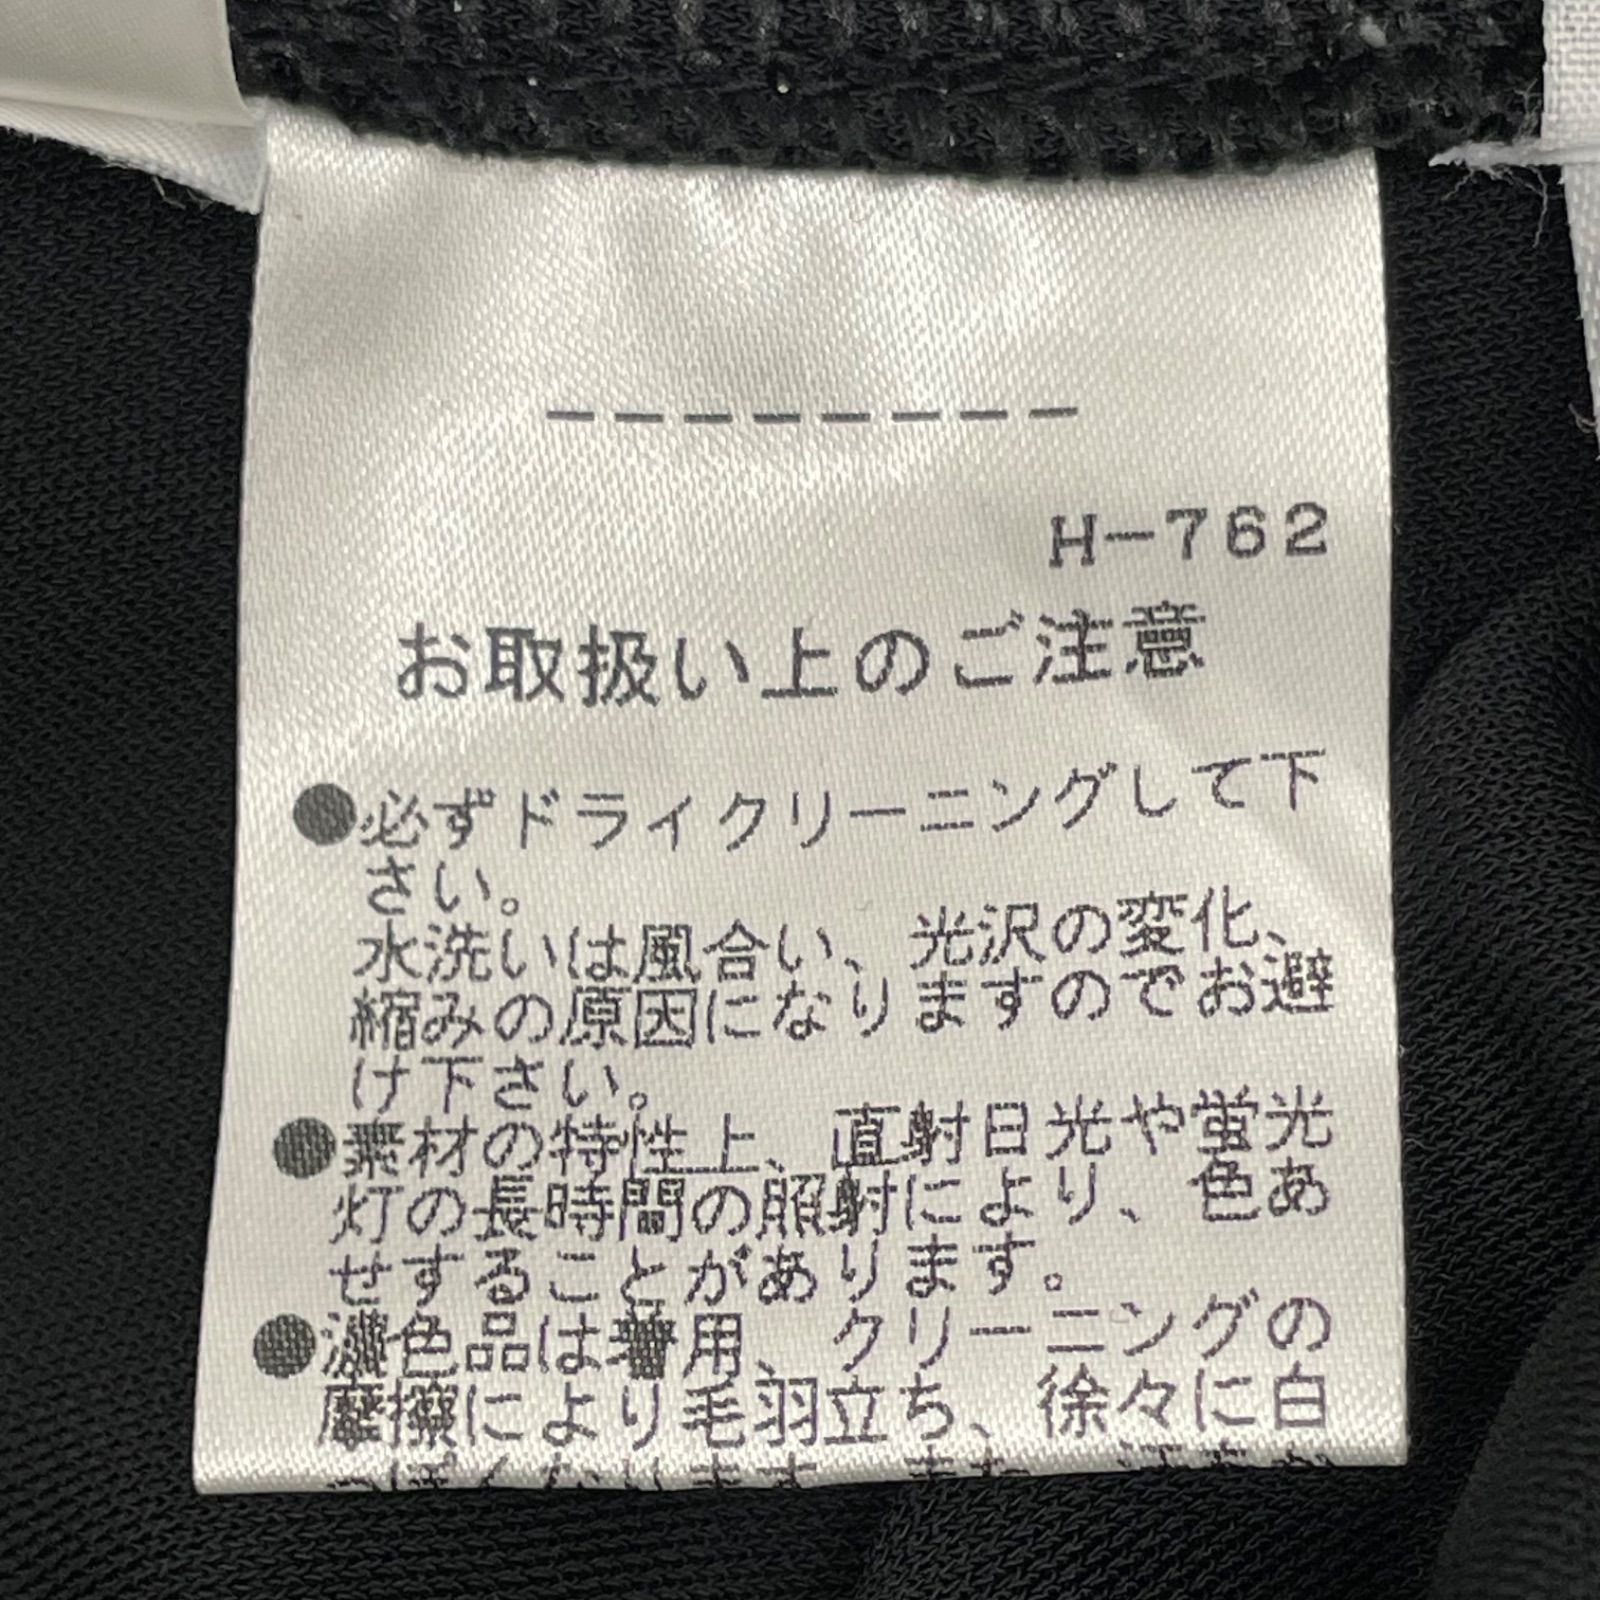 H-762
お取扱い上のご注意
●必ずドライクリーニングして下
さい。
水洗いは風合い、光沢の変化、
縮みの原因になりますのでお避
け下さい。
●素材の特性上、直射日光や蛍光
灯の長時間の照射により、色あ
せすることがあります。
●濃色品は着用、クリーニングの
摩擦により毛羽立ち、徐々に白